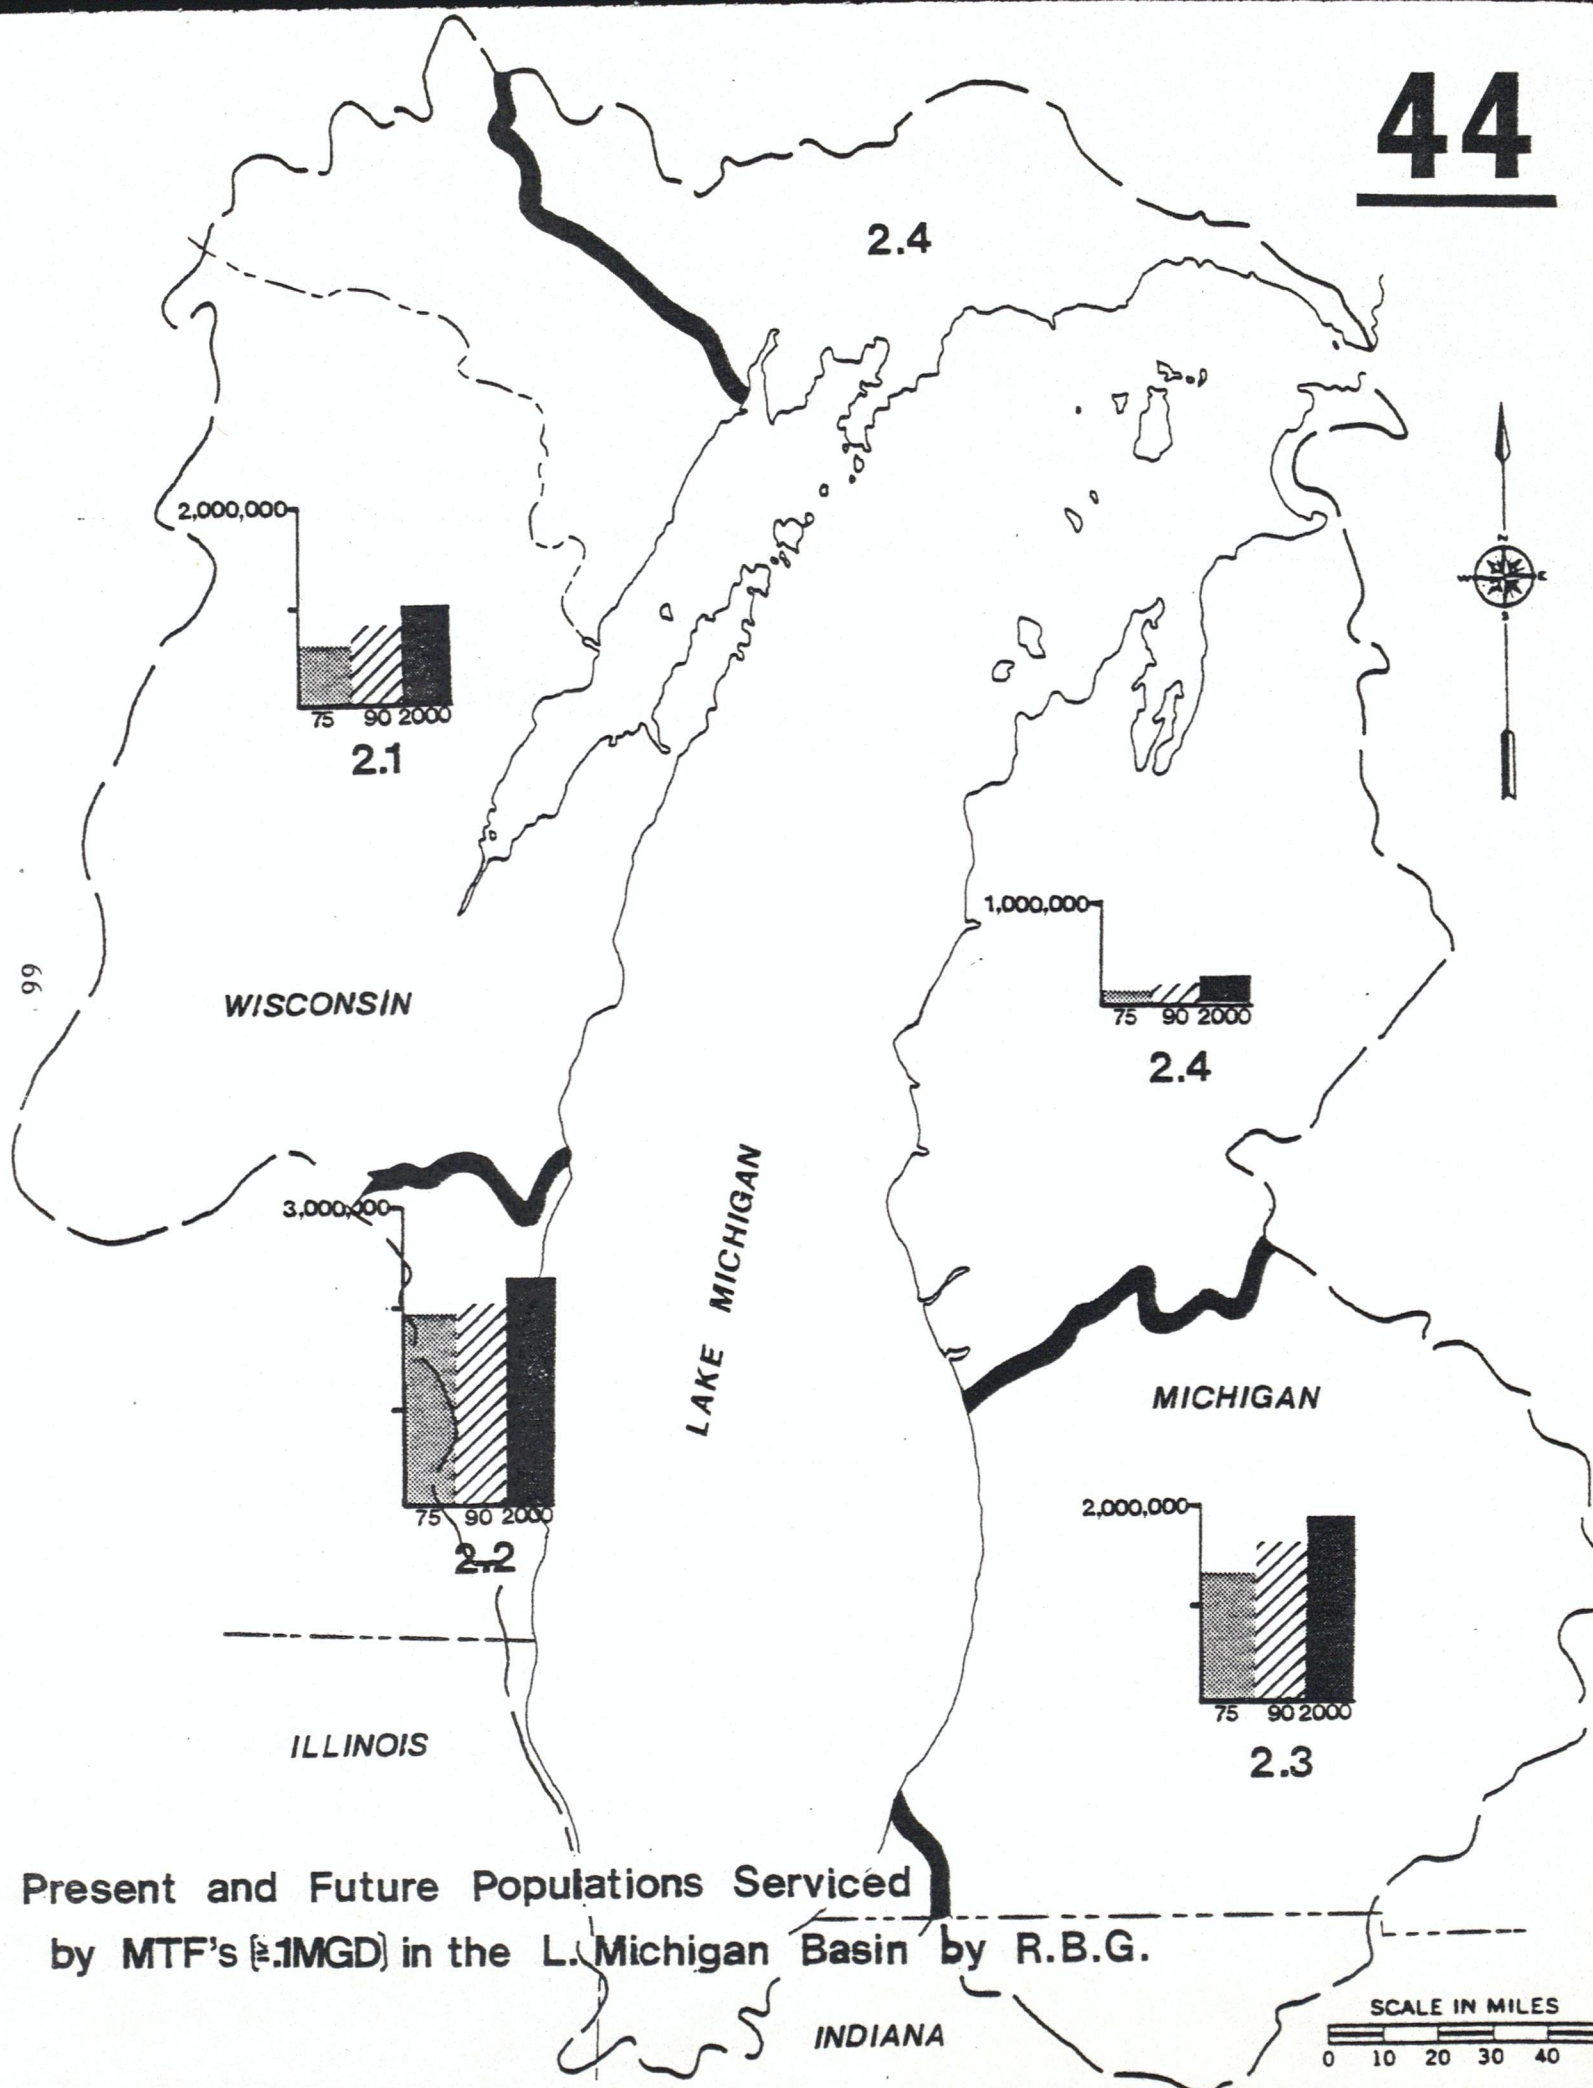 44
2.4
2,000,000
75 90 2000
2.1
1,000,000
75 90 2000
2.4
66
WISCONSIN
3,000,000
75 90 2000
2.2
LAKE MICHIGAN
MICHIGAN
2,000,000
75 90 2000
2.3
ILLINOIS
Present and Future Populations Serviced
by MTF's [≥.1MGD] in the L. Michigan Basin by R.B.G.
INDIANA
SCALE IN MILES
0 10 20 30 40
N
W E
S